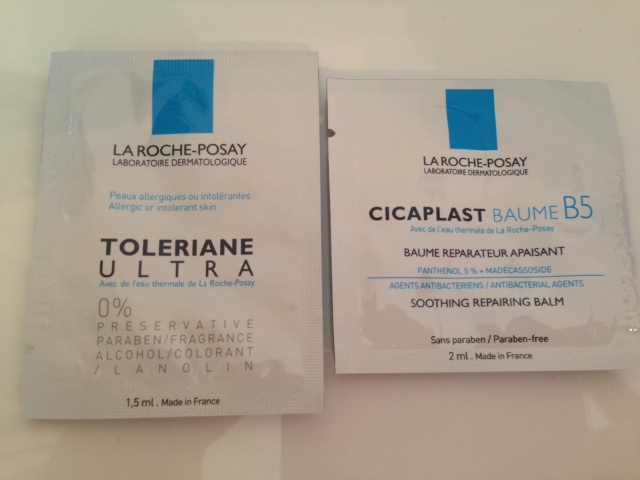 LA ROCHE-POSAY
LABORATOIRE DERMATOLOGIQUE
Peaux allergiques ou intolérantes
Allergic or intolerant skin
TOLERIANE
ULTRA
Avec de l'eau thermale de La Roche-Posay
0%
PRESERVATIVE
PARABEN/FRAGRANCE
ALCOHOL/COLORANT
/LANOLIN
1,5 ml . Made in France
LA ROCHE-POSAY
LABORATOIRE DERMATOLOGIQUE
CICAPLAST BAUME B5
Avec de l'eau thermale de La Roche-Posay
BAUME REPARATEUR APAISANT
PANTHENOL 5% + MADECASSOSIDE
AGENTS ANTIBACTERIENS / ANTIBACTERIAL AGENTS
SOOTHING REPAIRING BALM
Sans paraben / Paraben-free
2 ml . Made in France